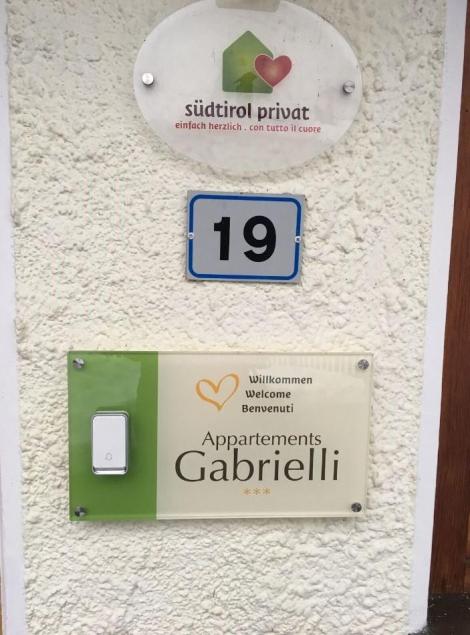 südtirol privat
einfach herzlich . con tutto il cuore
19
Willkommen
Welcome
Benvenuti
Appartements
Gabrielli
***